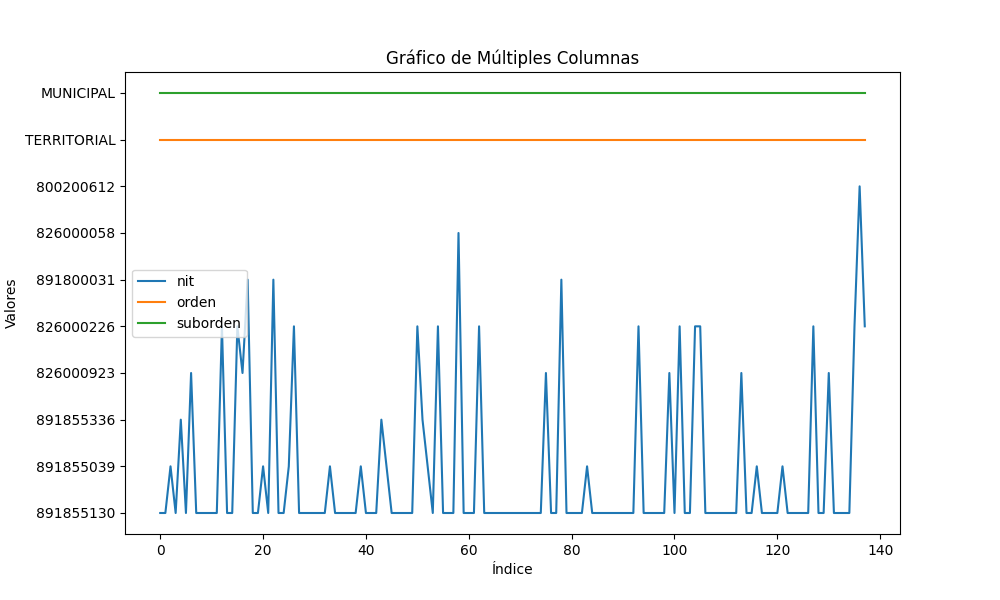 Gráfico de Múltiples Columnas
MUNICIPAL
TERRITORIAL
800200612
826000058
891800031
826000226
826000923
891855336
891855039
891855130
Valores
nit
orden
suborden
0 20 40 60 80 100 120 140
Índice